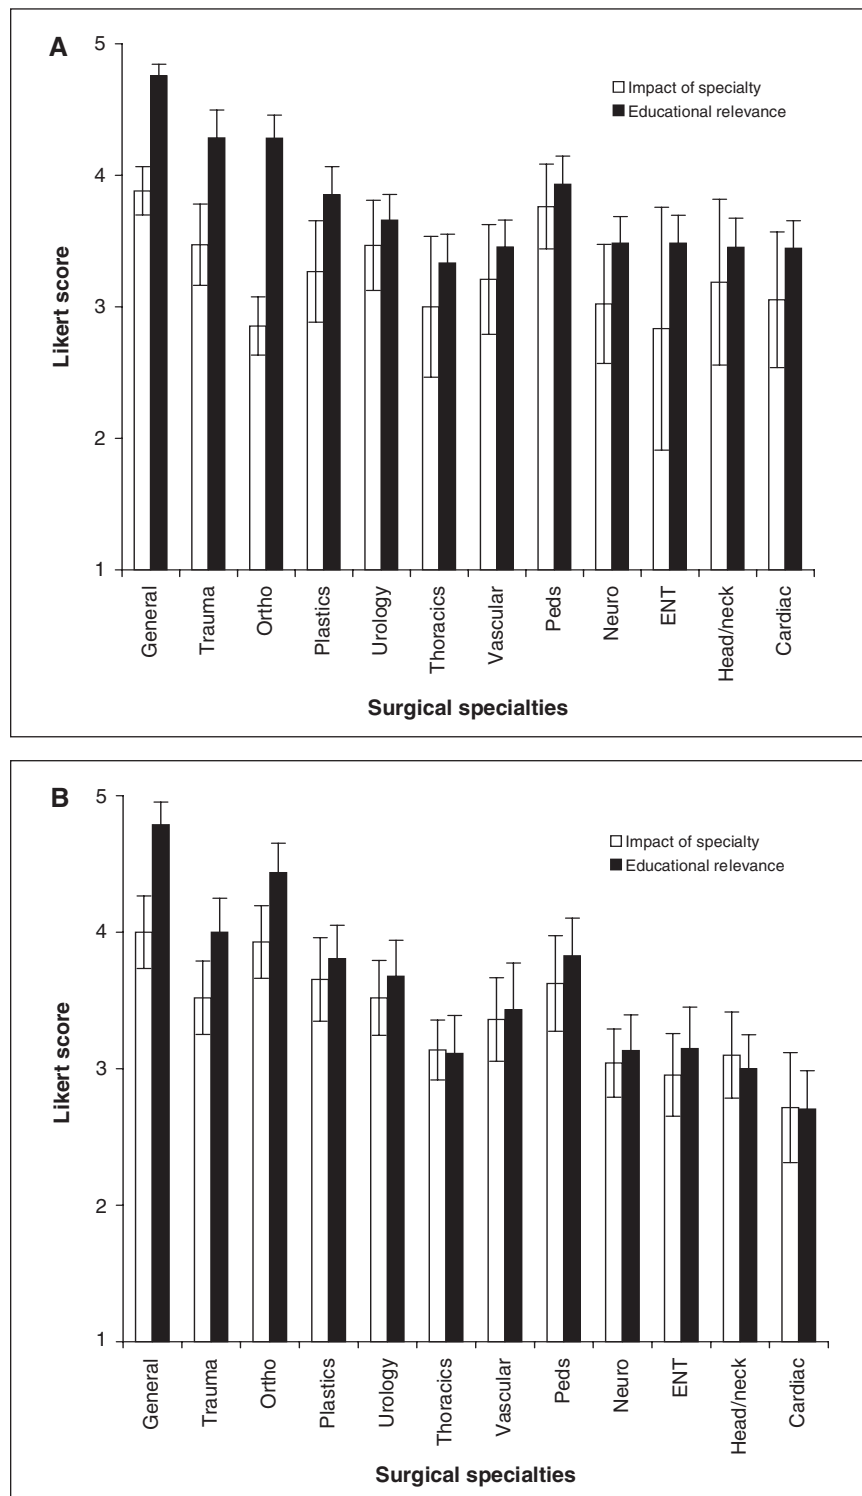 A
5
4
3
2
1
Likert score
Impact of specialty
Educational relevance
General
Trauma
Ortho
Plastics
Urology
Thoracics
Vascular
Peds
Neuro
ENT
Head/neck
Cardiac
Surgical specialties
B
5
4
3
2
1
Likert score
Impact of specialty
Educational relevance
General
Trauma
Ortho
Plastics
Urology
Thoracics
Vascular
Peds
Neuro
ENT
Head/neck
Cardiac
Surgical specialties